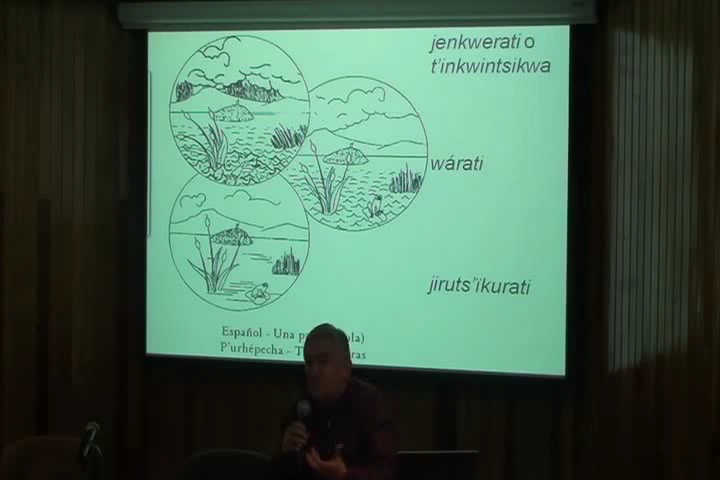 jenkwerati o
t'inkwintsikwa
wárati
jiruts'ïkurati
Español - Una
P'urhépecha -